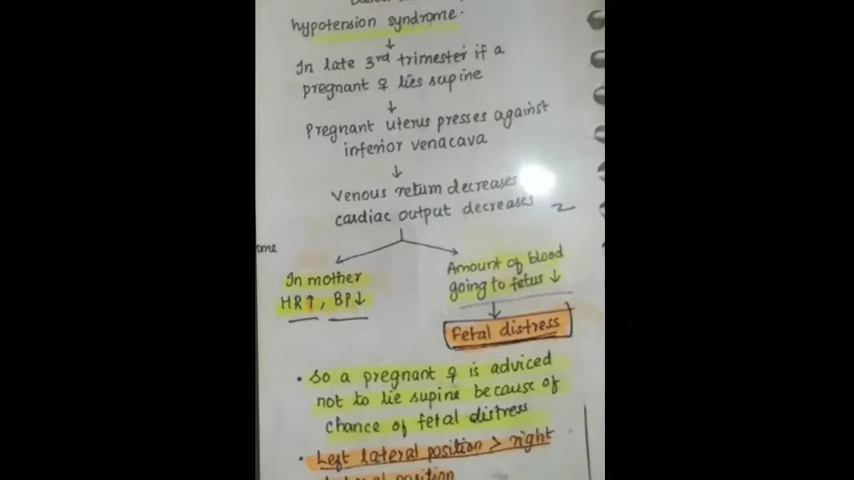 hypotension syndrome.
↓
In late 3rd trimester if a
pregnant ♀ lies supine
↓
Pregnant uterus presses against
inferior venacava
↓
Venous return decreases
cardiac output decreases
In mother
HR↑, BP↓
Amount of blood
going to fetus ↓
↓
Fetal distress
• So a pregnant ♀ is adviced
not to lie supine because of
chance of fetal distress
• Left lateral position > right
position